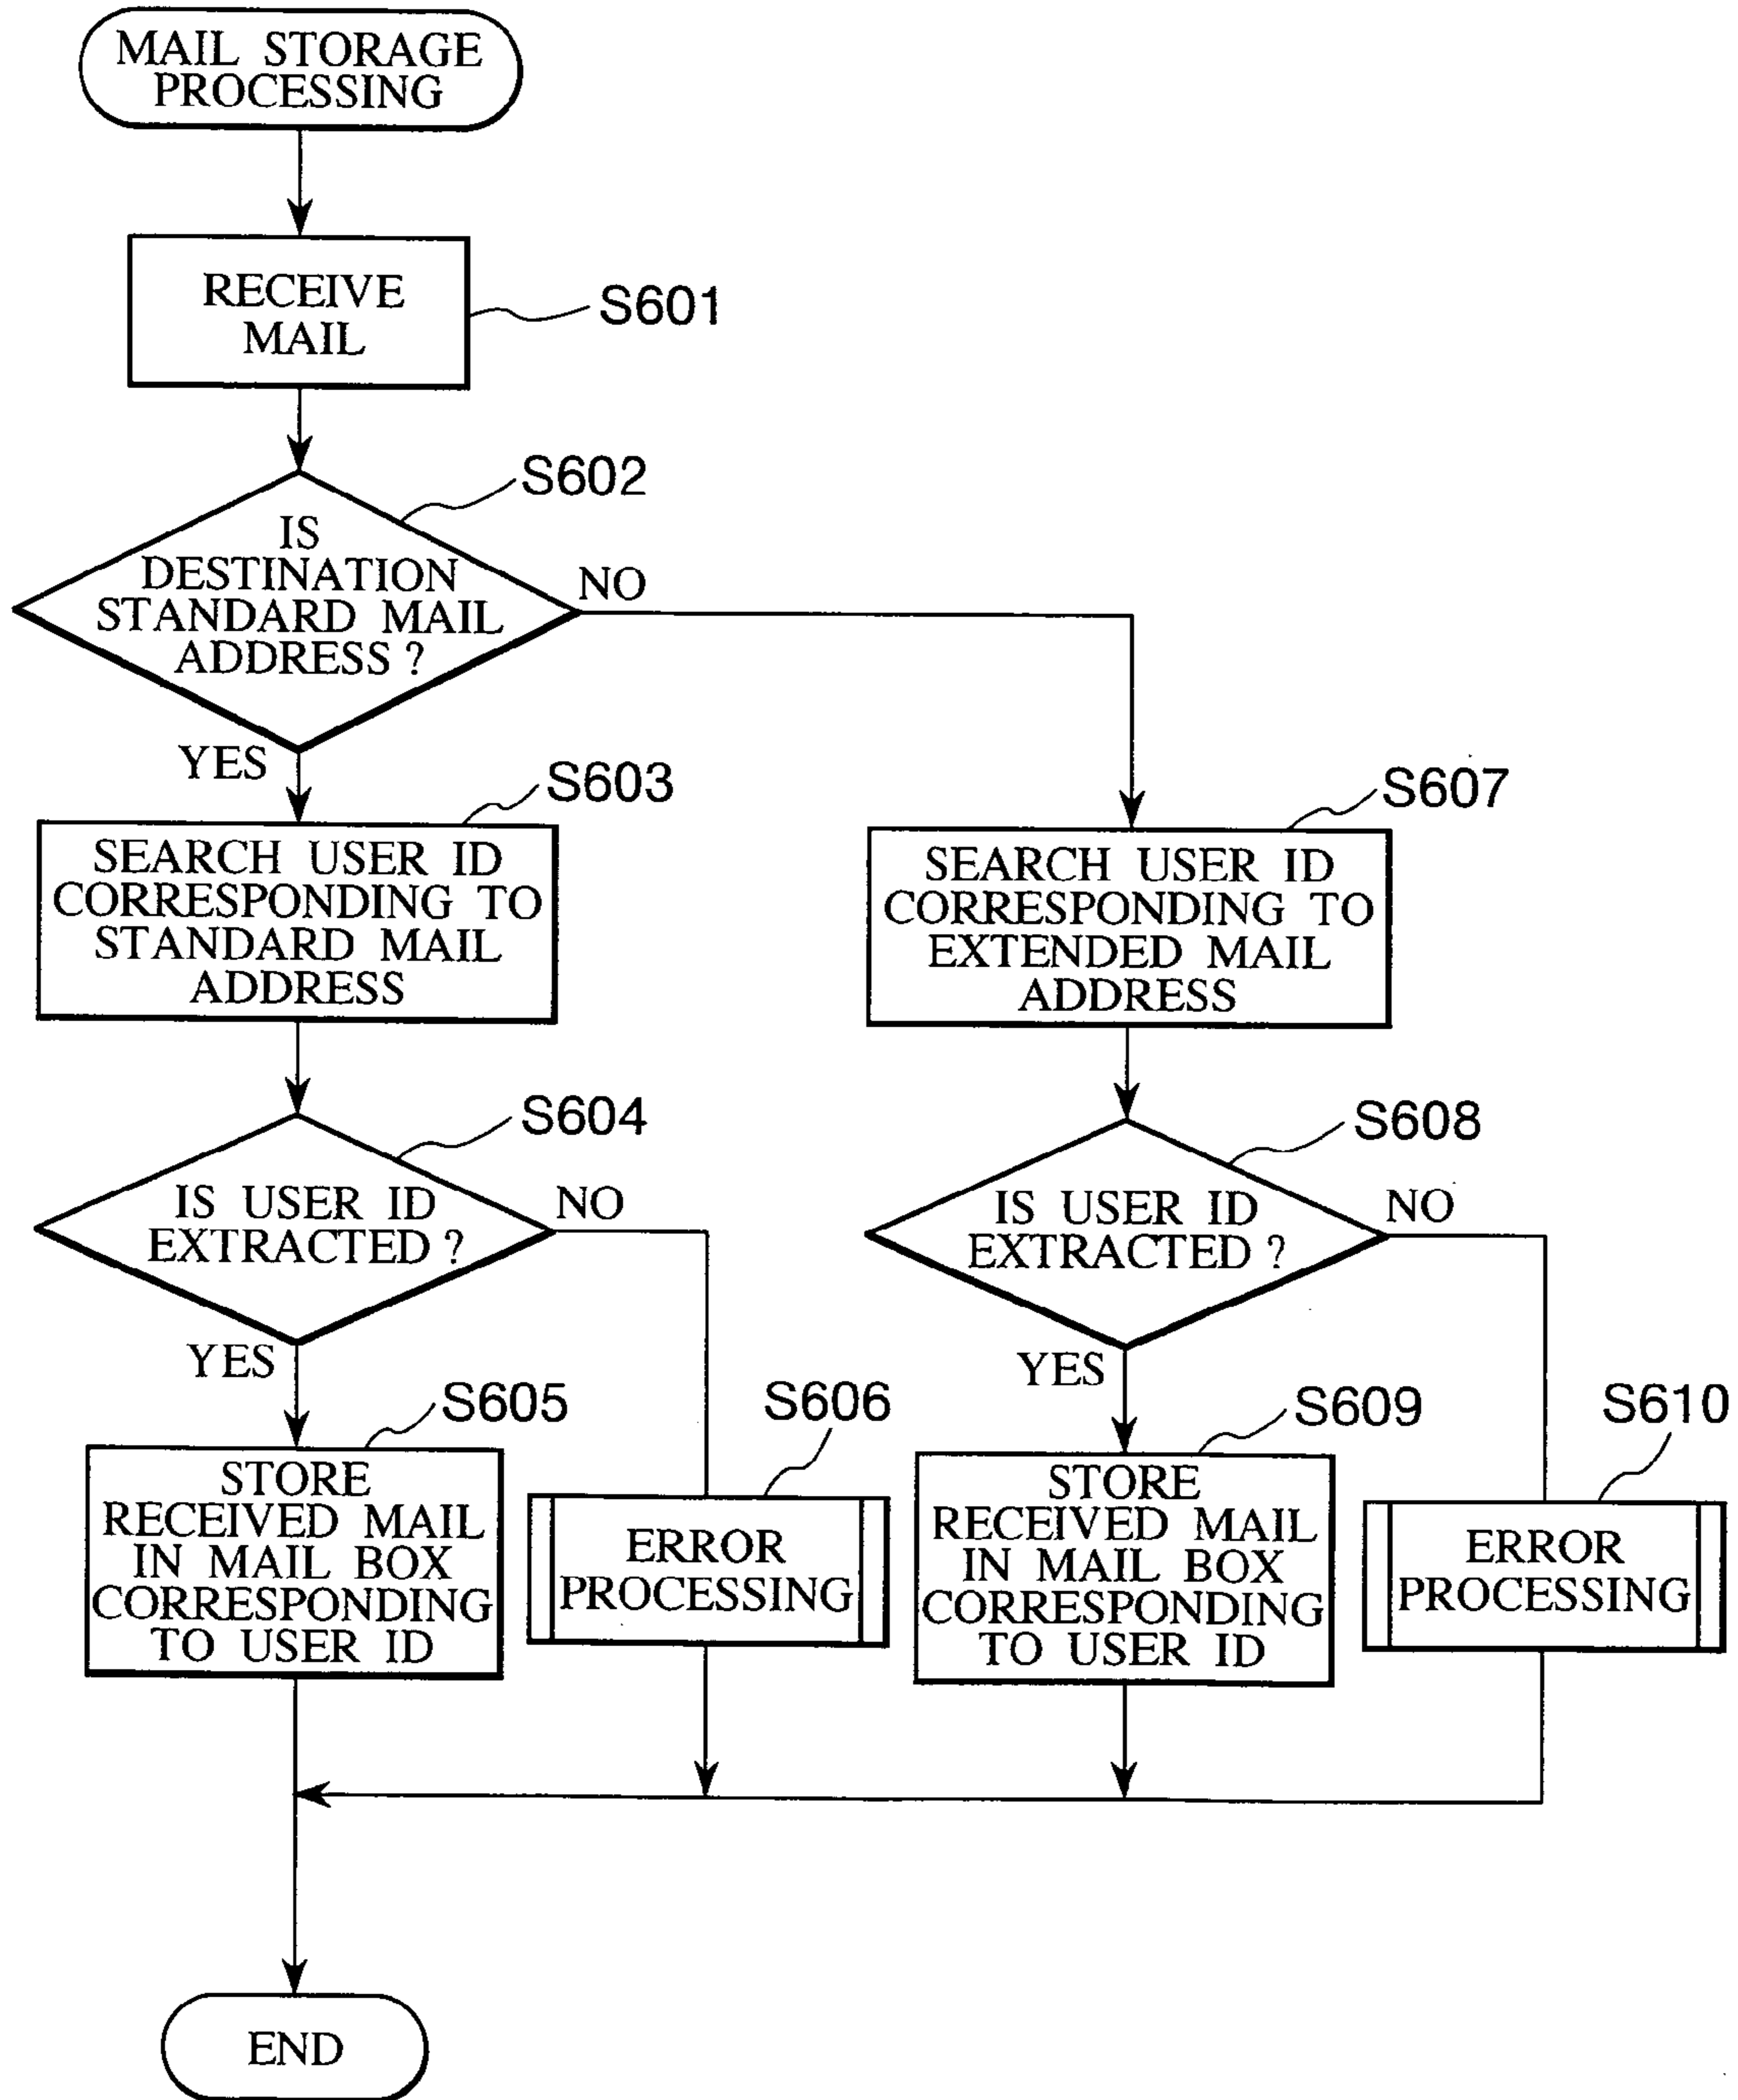 MAIL STORAGE
PROCESSING
RECEIVE
MAIL
S601
S602
IS
DESTINATION
STANDARD MAIL
ADDRESS ?
NO
YES
S603
SEARCH USER ID
CORRESPONDING TO
STANDARD MAIL
ADDRESS
S607
SEARCH USER ID
CORRESPONDING TO
EXTENDED MAIL
ADDRESS
S604
IS USER ID
EXTRACTED ?
NO
YES
S608
IS USER ID
EXTRACTED ?
NO
YES
S605
STORE
RECEIVED MAIL
IN MAIL BOX
CORRESPONDING
TO USER ID
S606
ERROR
PROCESSING
S609
STORE
RECEIVED MAIL
IN MAIL BOX
CORRESPONDING
TO USER ID
S610
ERROR
PROCESSING
END